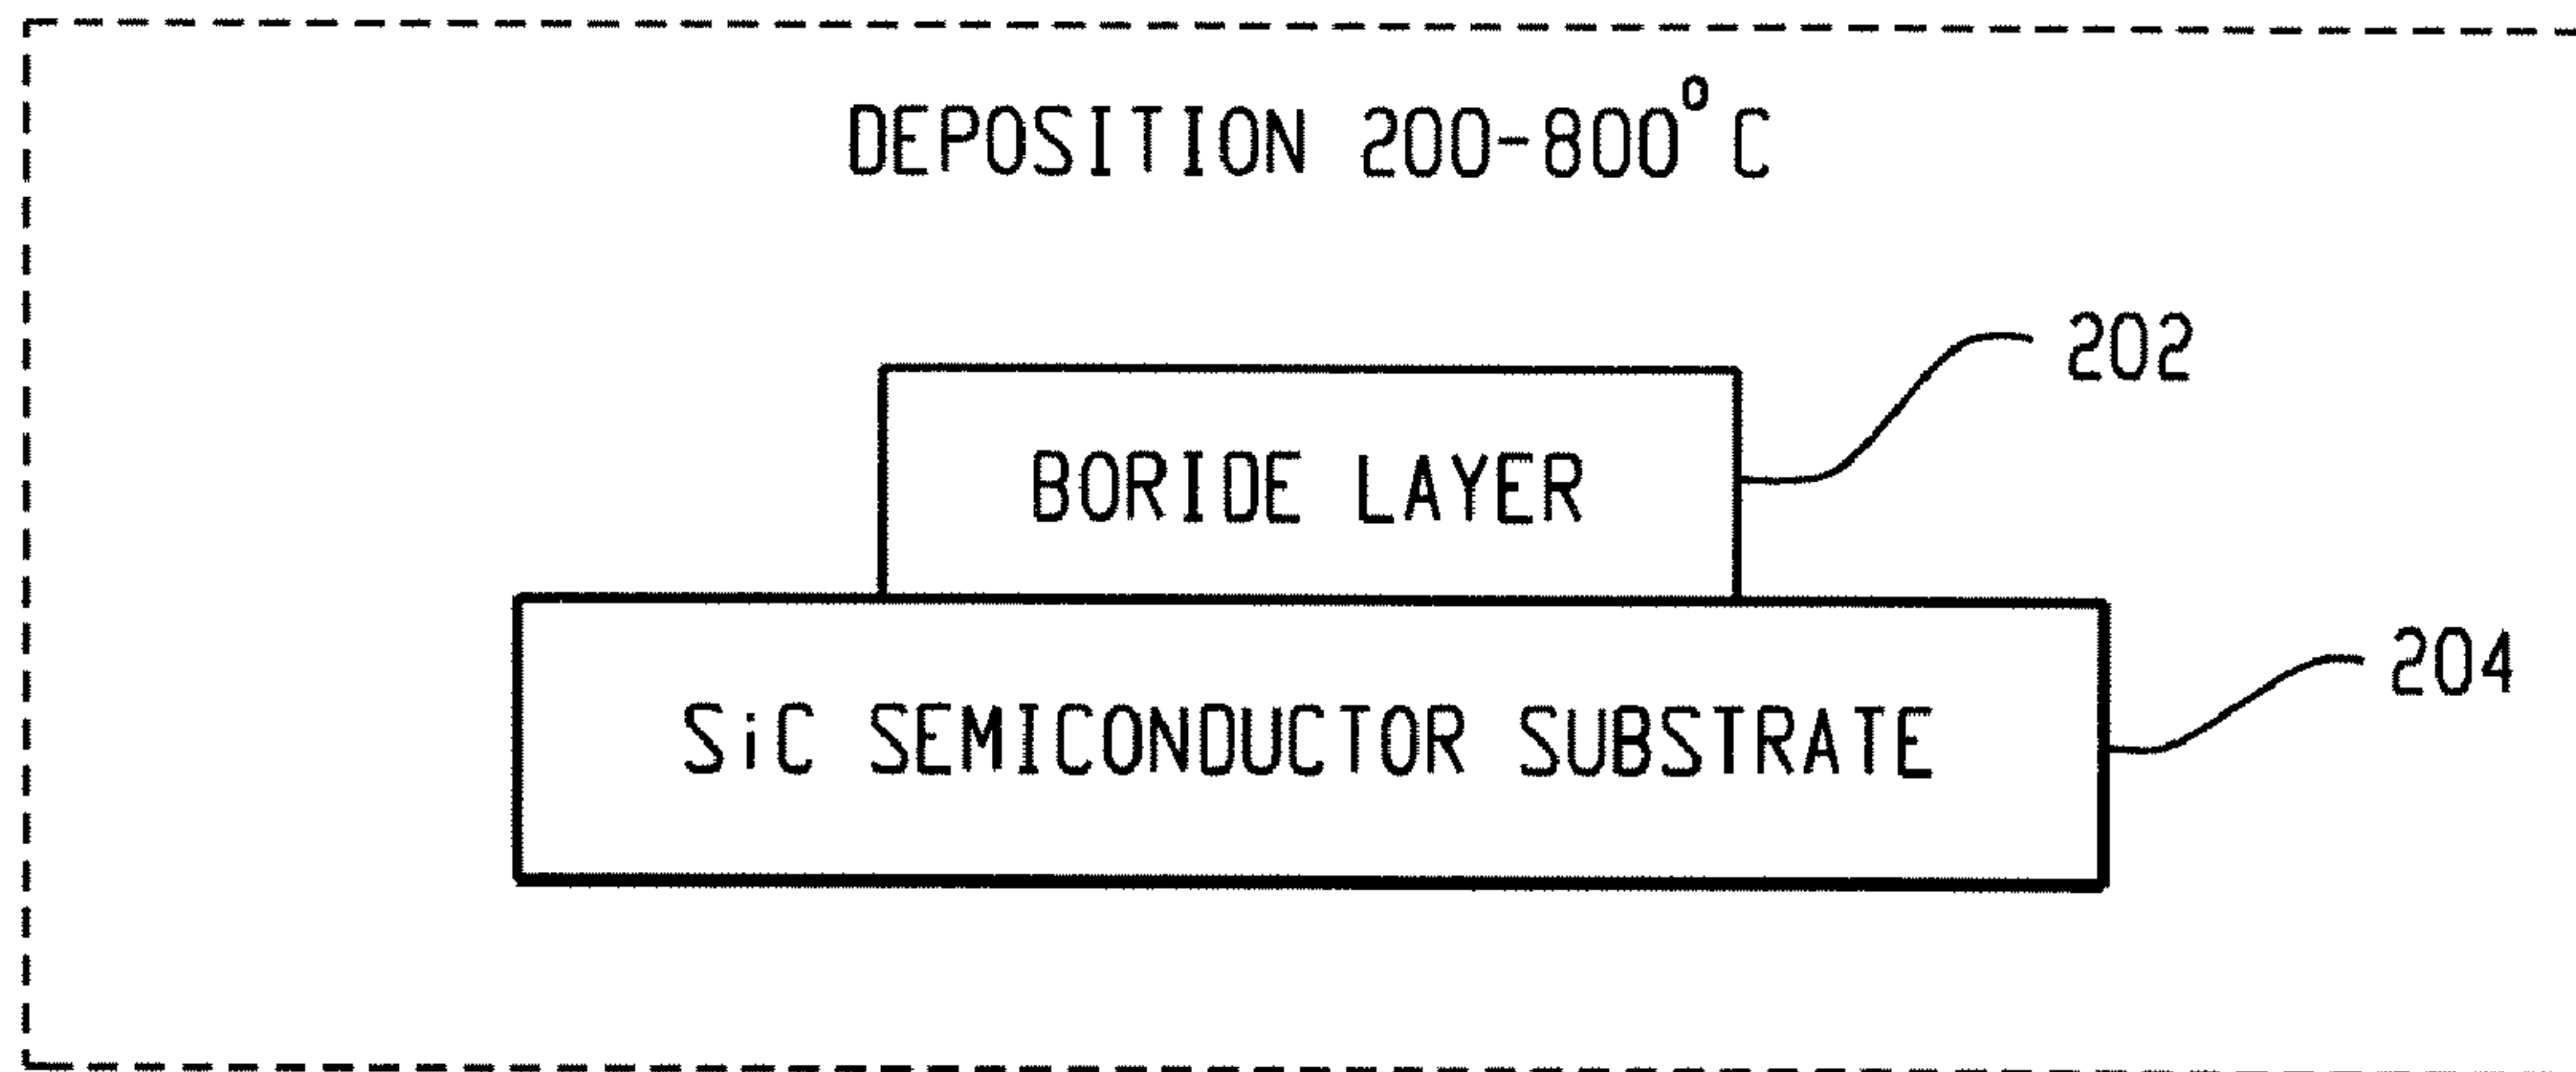 DEPOSITION 200-800°C
202
BORIDE LAYER
204
SiC SEMICONDUCTOR SUBSTRATE